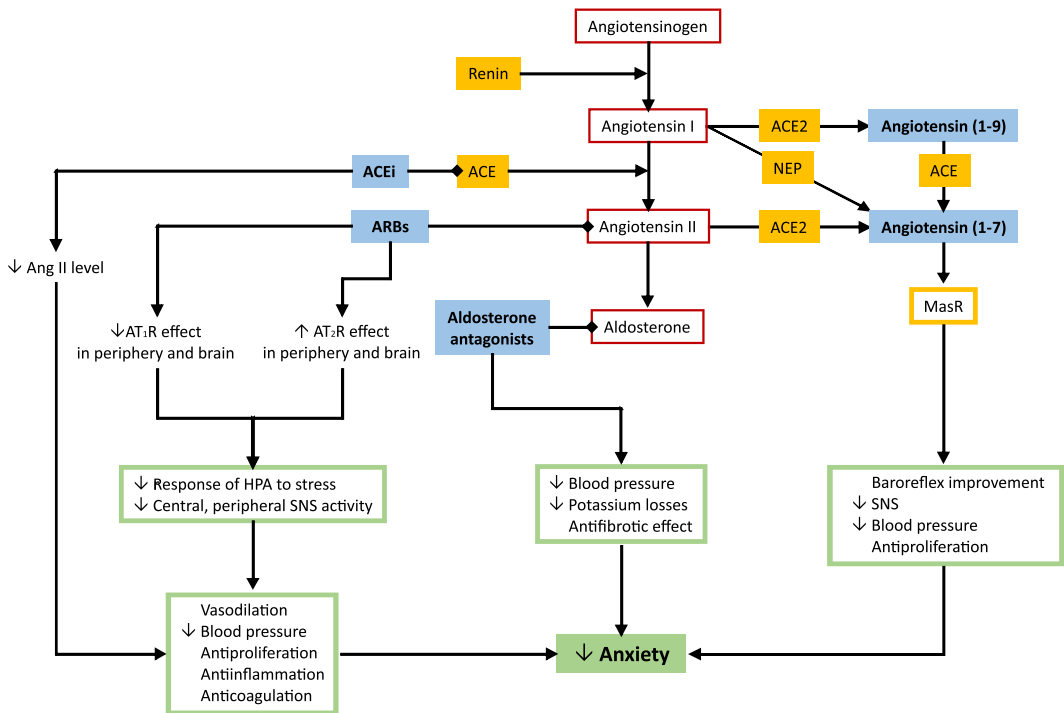 Angiotensinogen
Renin
Angiotensin I
ACE2
Angiotensin (1-9)
NEP
ACE
ACEi
ACE
ARBs
Angiotensin II
ACE2
Angiotensin (1-7)
↓ Ang II level
MasR
↓AT₁R effect
in periphery and brain
↑ AT₂R effect
in periphery and brain
Aldosterone
antagonists
Aldosterone
↓ Response of HPA to stress
↓ Central, peripheral SNS activity
↓ Blood pressure
↓ Potassium losses
Antifibrotic effect
Baroreflex improvement
↓ SNS
↓ Blood pressure
Antiproliferation
Vasodilation
↓ Blood pressure
Antiproliferation
Antiinflammation
Anticoagulation
↓ Anxiety